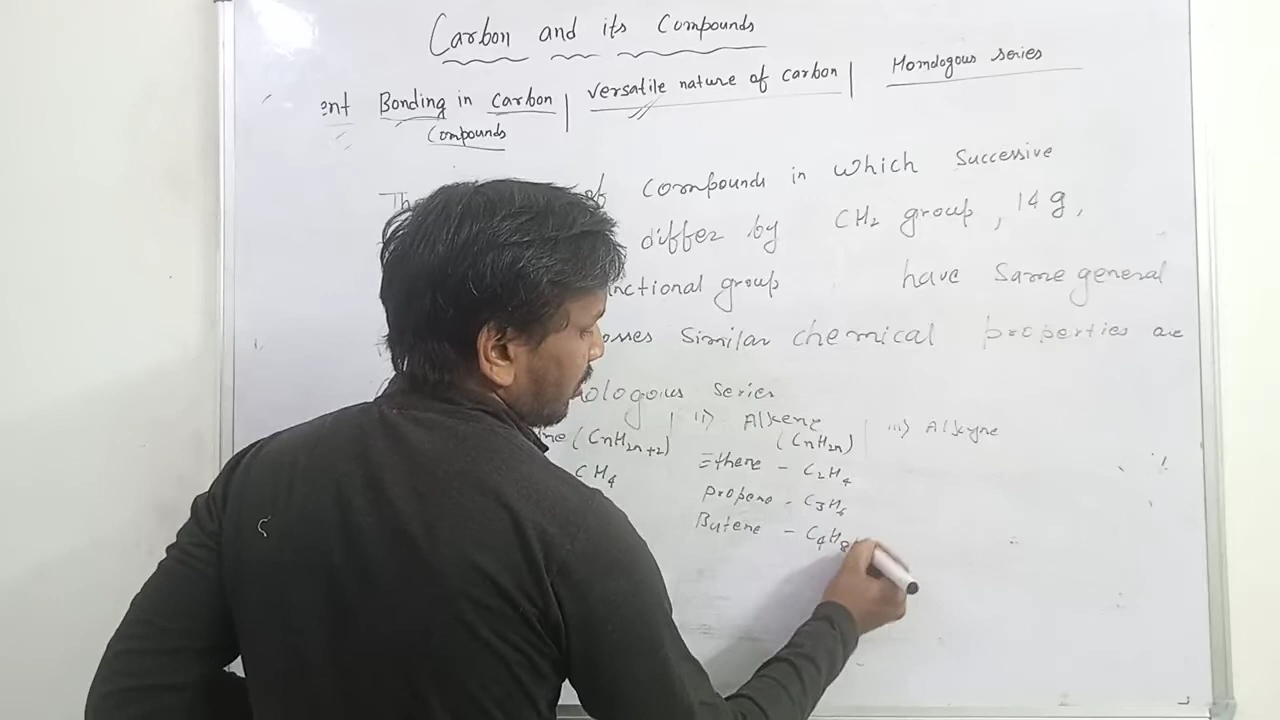 Carbon and its Compounds
ent Bonding in Carbon | versatile nature of carbon | Homologous series
Compounds
Th of compounds in which Successive
differ by CH₂ group, 14 g,
nctional group have Same general
osses Similar chemical properties are
ologous Series
ne (CnH2n+2) | ii) Alkene (CnH2n) | iii) Alkyne
CH₄ Ethene - C₂H₄
Propene - C₃H₆
Butene - C₄H₈